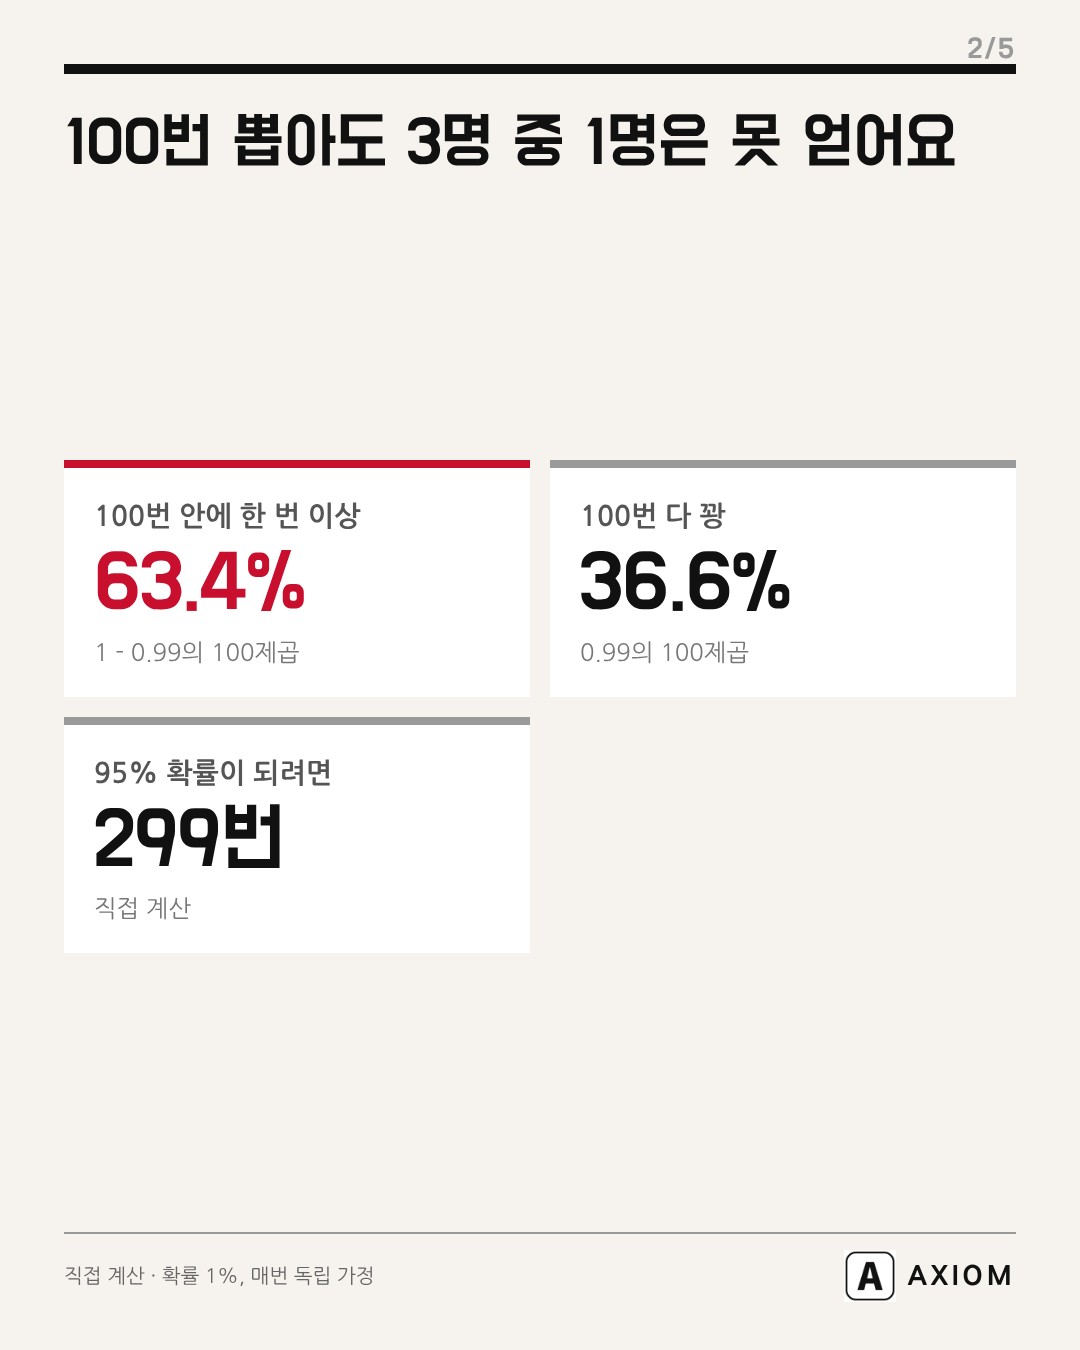 2/5
100번 뽑아도 3명 중 1명은 못 얻어요
100번 안에 한 번 이상
63.4%
1 - 0.99의 100제곱
100번 다 꽝
36.6%
0.99의 100제곱
95% 확률이 되려면
299번
직접 계산
직접 계산 · 확률 1%, 매번 독립 가정
A AXIOM